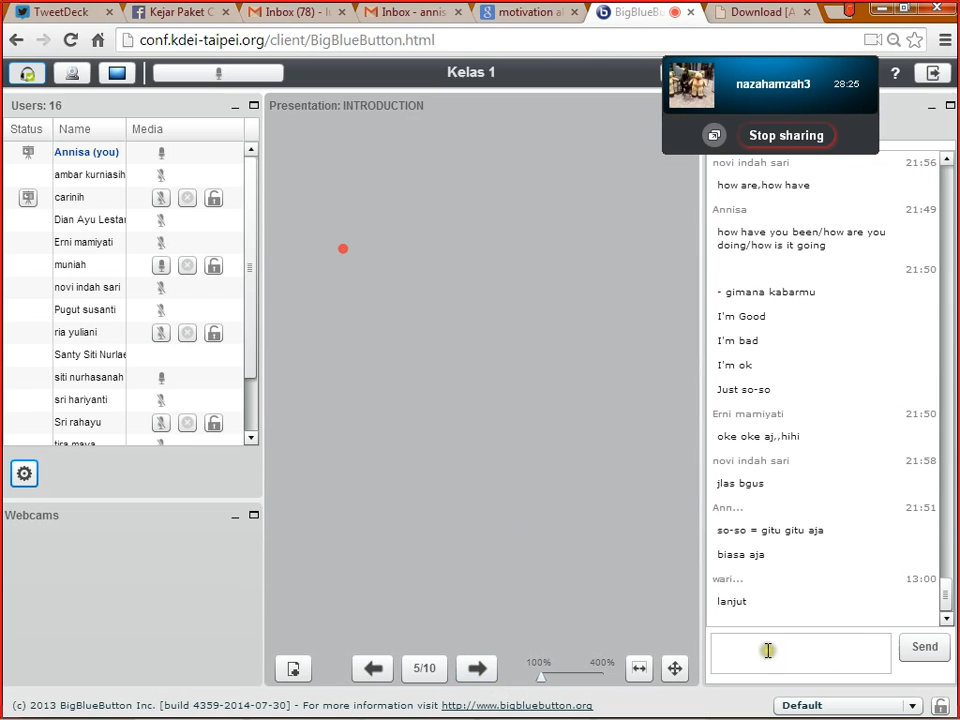 TweetDeck
Kejar Paket C
Inbox (78) -
Inbox - annis
motivation al
BigBlueBu
Download [A
conf.kdei-taipei.org/client/BigBlueButton.html
Kelas 1
nazahamzah3
28:25
Stop sharing
?
Users: 16
Presentation: INTRODUCTION
Status
Name
Media
Annisa (you)
ambar kurniasih
carinih
Dian Ayu Lestar
Erni mamiyati
muniah
novi indah sari
Pugut susanti
ria yuliani
Santy Siti Nurlae
siti nurhasanah
sri hariyanti
Sri rahayu
tira maya
Webcams
novi indah sari 21:56
how are,how have
Annisa 21:49
how have you been/how are you
doing/how is it going
21:50
- gimana kabarmu
I'm Good
I'm bad
I'm ok
Just so-so
Erni mamiyati 21:50
oke oke aj,,hihi
novi indah sari 21:58
jlas bgus
Ann... 21:51
so-so = gitu gitu aja
biasa aja
wari... 13:00
lanjut
Send
5/10
100%
400%
(c) 2013 BigBlueButton Inc. [build 4359-2014-07-30] - For more information visit http://www.bigbluebutton.org
Default